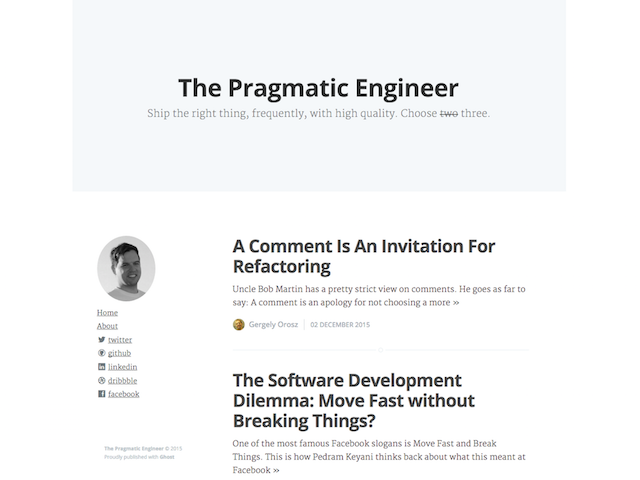 The Pragmatic Engineer
Ship the right thing, frequently, with high quality. Choose two three.
Home
About
twitter
github
linkedin
dribbble
facebook
The Pragmatic Engineer © 2015
Proudly published with Ghost
A Comment Is An Invitation For
Refactoring
Uncle Bob Martin has a pretty strict view on comments. He goes as far to
say: A comment is an apology for not choosing a more »
Gergely Orosz | 02 DECEMBER 2015
The Software Development
Dilemma: Move Fast without
Breaking Things?
One of the most famous Facebook slogans is Move Fast and Break
Things. This is how Pedram Keyani thinks back about what this meant at
Facebook »